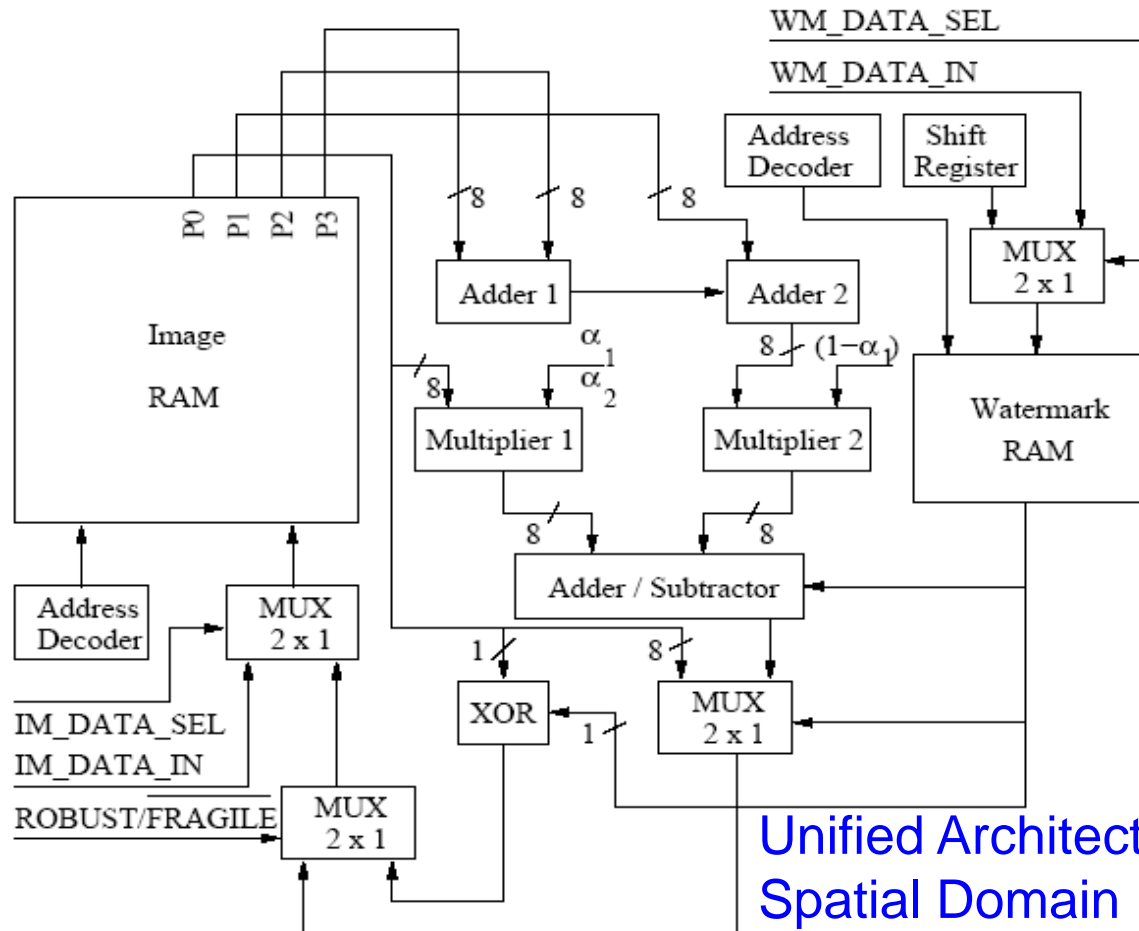 WM_DATA_SEL
WM_DATA_IN
Address
Decoder
Shift
Register
P0
P1
P2
P3
8
8
8
MUX
2 x 1
Adder 1
Adder 2
Image
RAM
α1
α2
8
8
(1−α1)
Multiplier 1
Multiplier 2
Watermark
RAM
8
8
Adder / Subtractor
Address
Decoder
MUX
2 x 1
1
8
XOR
1
MUX
2 x 1
IM_DATA_SEL
IM_DATA_IN
ROBUST/FRAGILE
MUX
2 x 1
Unified Architect
Spatial Domain